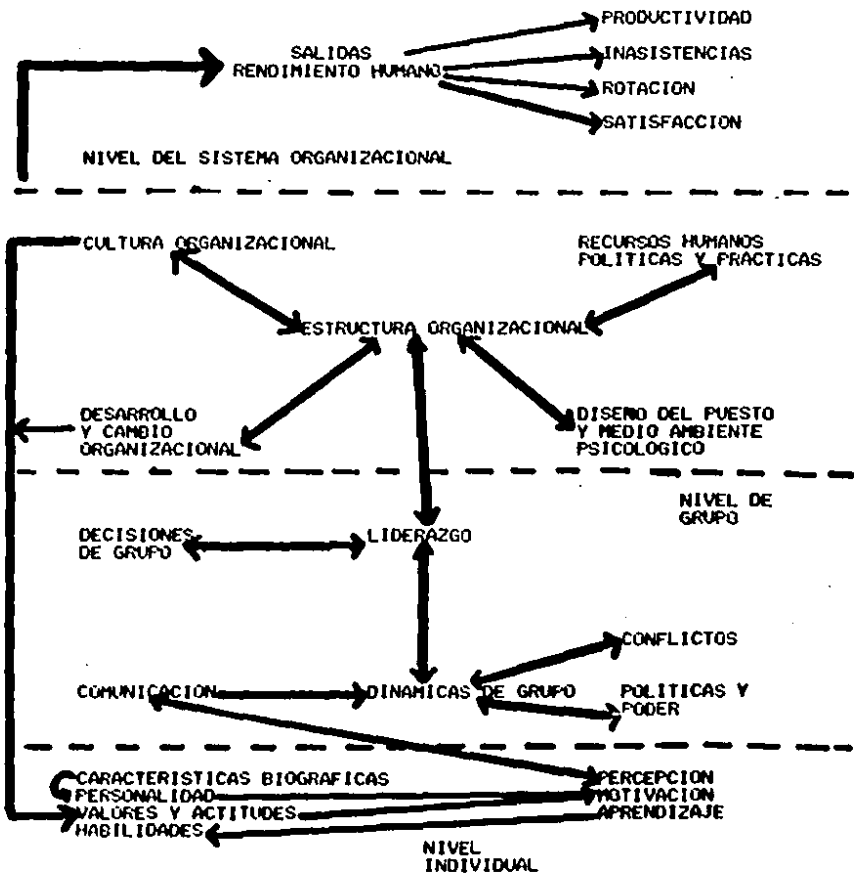 PRODUCTIVIDAD
SALIDAS
RENDIMIENTO HUMANO
INASISTENCIAS
ROTACION
SATISFACCION
NIVEL DEL SISTEMA ORGANIZACIONAL
CULTURA ORGANIZACIONAL
RECURSOS HUMANOS
POLITICAS Y PRACTICAS
ESTRUCTURA ORGANIZACIONAL
DESARROLLO
Y CAMBIO
ORGANIZACIONAL
DISENO DEL PUESTO
Y MEDIO AMBIENTE
PSICOLOGICO
NIVEL DE
GRUPO
DECISIONES
DE GRUPO
LIDERAZGO
CONFLICTOS
COMUNICACION
DINAMICAS DE GRUPO
POLITICAS Y
PODER
CARACTERISTICAS BIOGRAFICAS
PERSONALIDAD
VALORES Y ACTITUDES
HABILIDADES
PERCEPCION
MOTIVACION
APRENDIZAJE
NIVEL
INDIVIDUAL